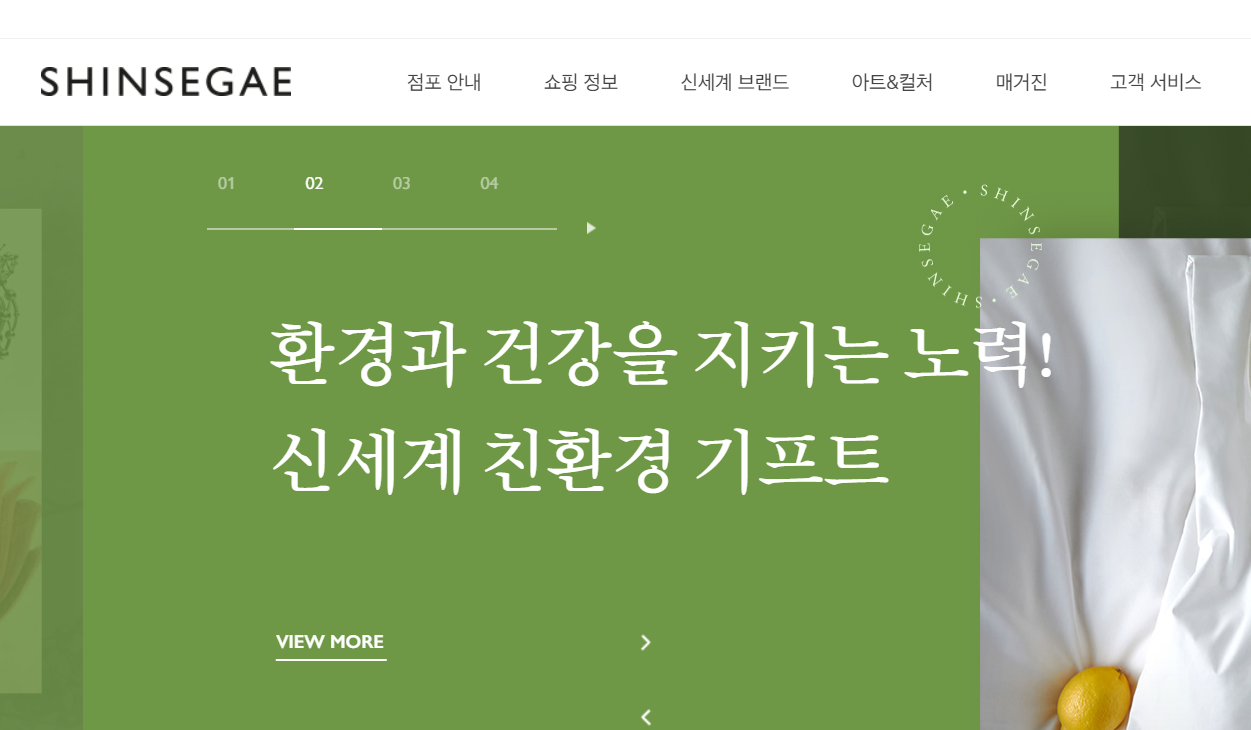 SHINSEGAE
점포 안내 쇼핑 정보 신세계 브랜드 아트&컬처 매거진 고객 서비스
01 02 03 04
SHINSEGAE • SHINSEGAE •
환경과 건강을 지키는 노력!
신세계 친환경 기프트
VIEW MORE